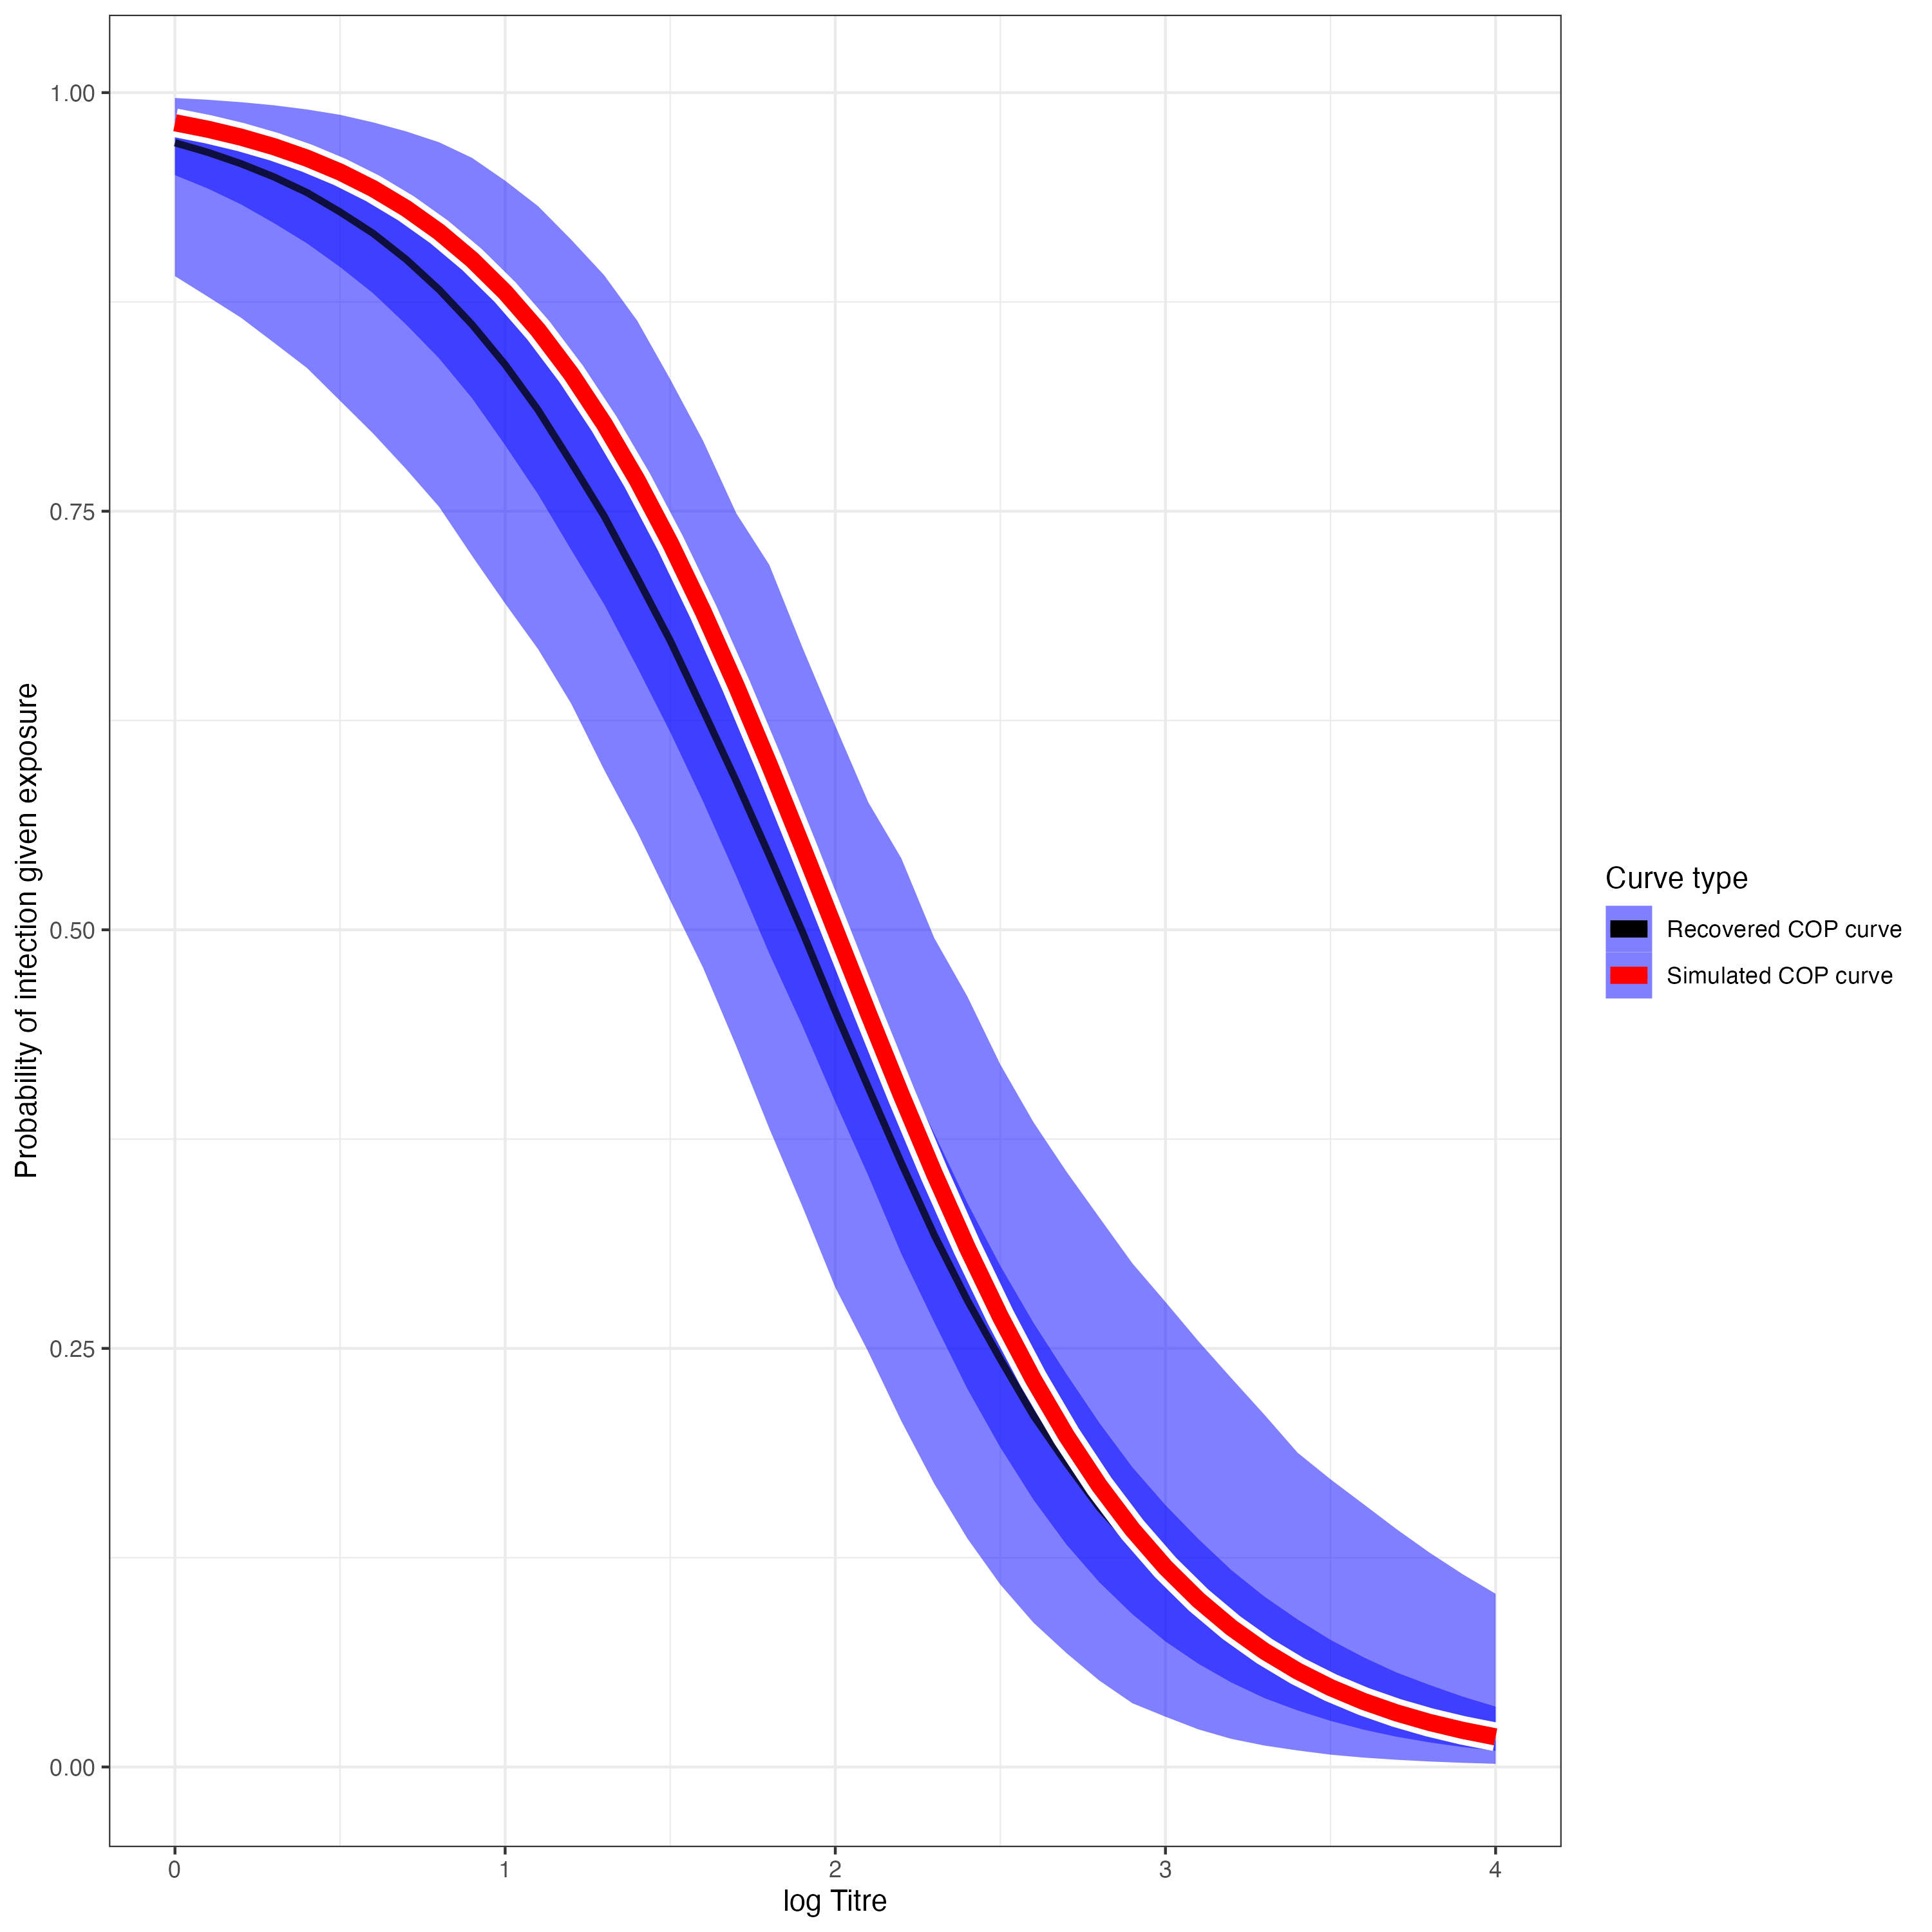 1.00
0.75
0.50
0.25
0.00
Probability of infection given exposure
0
1
2
3
4
log Titre
Curve type
Recovered COP curve
Simulated COP curve